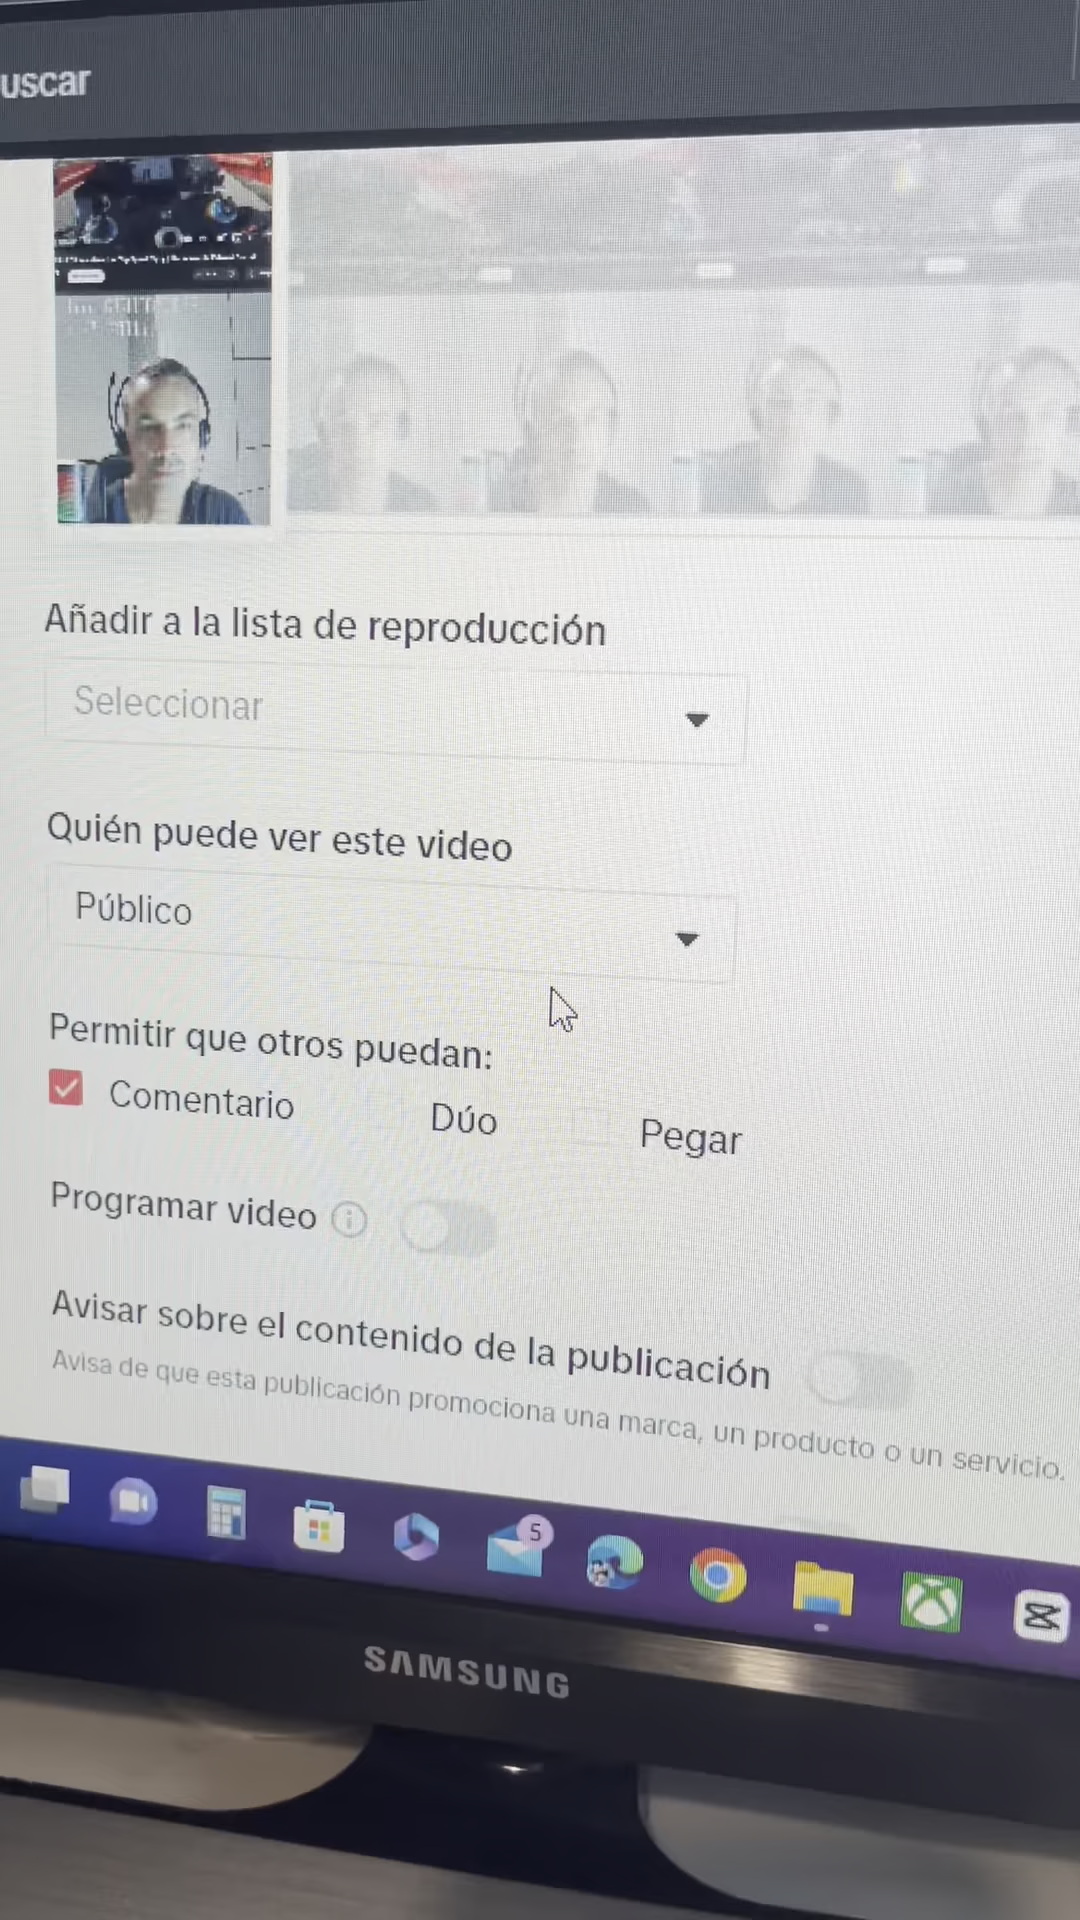 uscar
Añadir a la lista de reproducción
Seleccionar
Quién puede ver este video
Público
Permitir que otros puedan:
Comentario Dúo Pegar
Programar video
Avisar sobre el contenido de la publicación
Avisa de que esta publicación promociona una marca, un producto o un servicio.
5
SAMSUNG